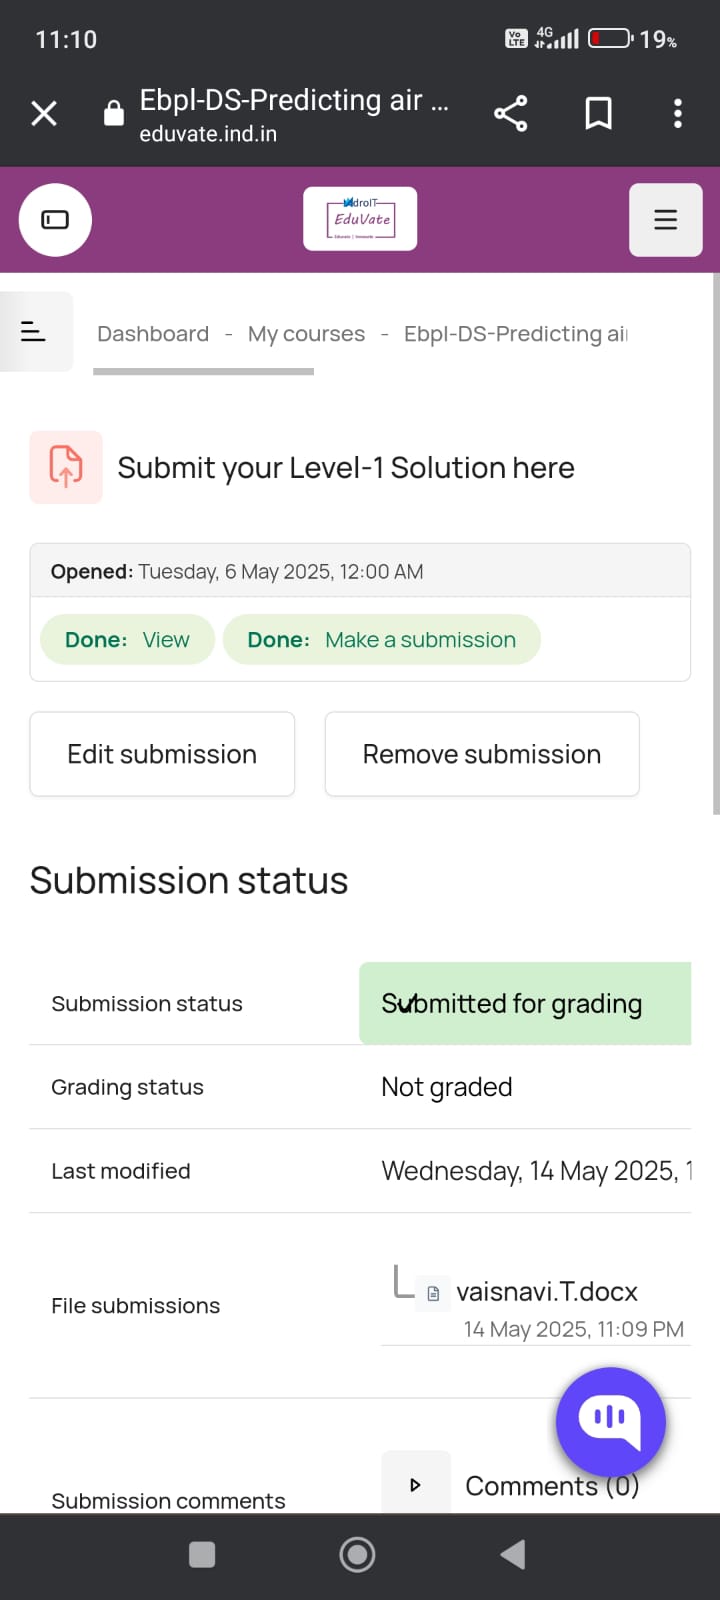 11:10
Vo LTE 4G 19%
Ebpl-DS-Predicting air ...
eduvate.ind.in
EduVate
Dashboard - My courses - Ebpl-DS-Predicting ai
Submit your Level-1 Solution here
Opened: Tuesday, 6 May 2025, 12:00 AM
Done: View Done: Make a submission
Edit submission Remove submission
Submission status
Submission status Submitted for grading
Grading status Not graded
Last modified Wednesday, 14 May 2025, 1
File submissions vaisnavi.T.docx
14 May 2025, 11:09 PM
Submission comments Comments (0)